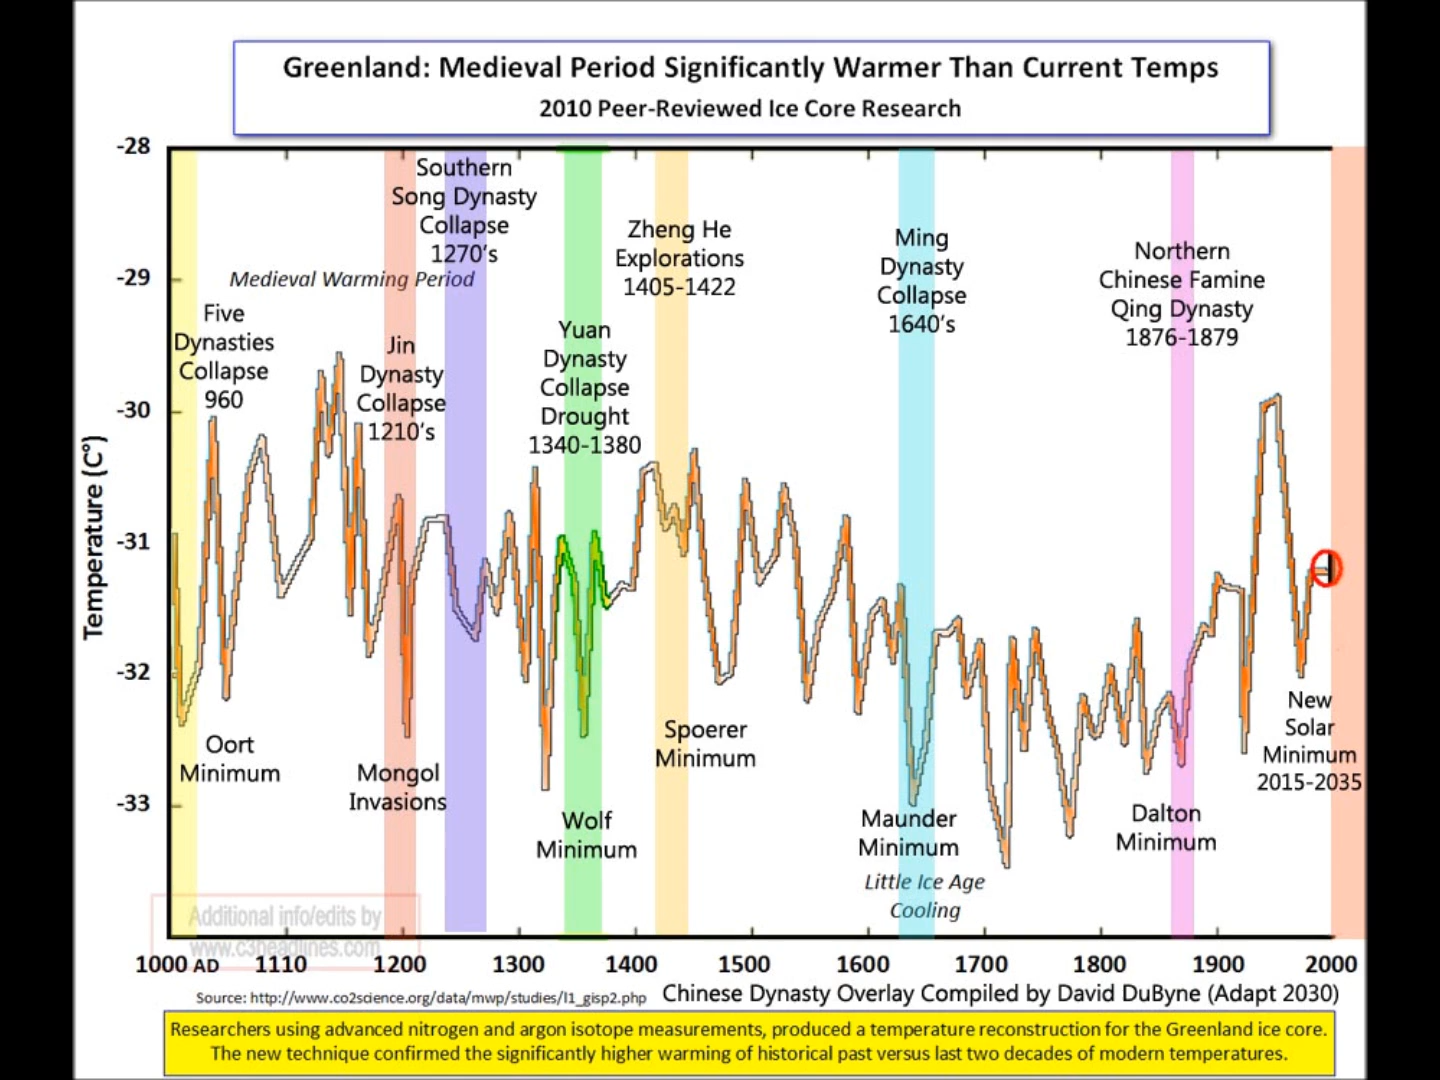 Greenland: Medieval Period Significantly Warmer Than Current Temps
2010 Peer-Reviewed Ice Core Research
-28
-29
-30
-31
-32
-33
Temperature (C°)
Southern
Song Dynasty
Collapse
1270's
Medieval Warming Period
Five
Dynasties
Collapse
960
Jin
Dynasty
Collapse
1210's
Yuan
Dynasty
Collapse
Drought
1340-1380
Zheng He
Explorations
1405-1422
Ming
Dynasty
Collapse
1640's
Northern
Chinese Famine
Qing Dynasty
1876-1879
Oort
Minimum
Mongol
Invasions
Wolf
Minimum
Spoerer
Minimum
Maunder
Minimum
Little Ice Age
Cooling
Dalton
Minimum
New
Solar
Minimum
2015-2035
Additional info/edits by
www.c3headlines.com
1000 AD 1110 1200 1300 1400 1500 1600 1700 1800 1900 2000
Source: http://www.co2science.org/data/mwp/studies/l1_gisp2.php Chinese Dynasty Overlay Compiled by David DuByne (Adapt 2030)
Researchers using advanced nitrogen and argon isotope measurements, produced a temperature reconstruction for the Greenland ice core.
The new technique confirmed the significantly higher warming of historical past versus last two decades of modern temperatures.